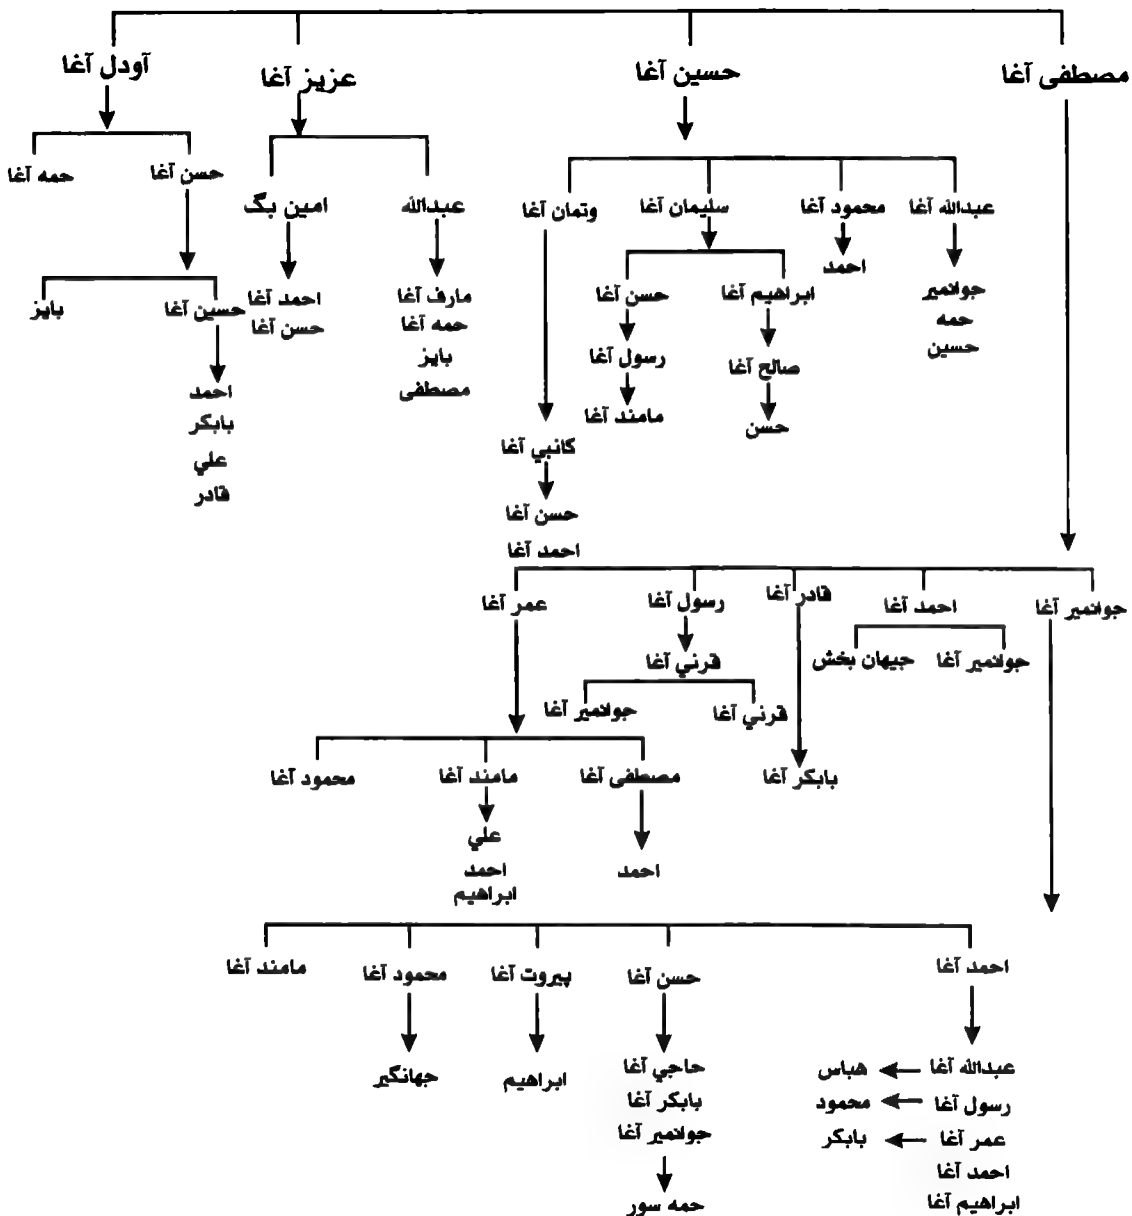 مصطفى آغا
حسين آغا
عزيز آغا
آودل آغا
حسن آغا
حمه آغا
عبدالله آغا
محمود آغا
سليمان آغا
وتمان آغا
عبدالله
امين بگ
احمد
جوانمير
حمه
حسين
ابراهيم آغا
حسن آغا
مارف آغا
حمه آغا
بايز
مصطفى
احمد آغا
حسن آغا
حسين آغا
بايز
صالح آغا
رسول آغا
احمد
بابكر
علي
قادر
حسن
مامند آغا
كانبي آغا
حسن آغا
احمد آغا
جوانمير آغا
احمد آغا
قادر آغا
رسول آغا
عمر آغا
جوانمير آغا
جيهان بخش
قرني آغا
قرني آغا
جوانمير آغا
بابكر آغا
مصطفى آغا
مامند آغا
محمود آغا
علي
احمد
ابراهيم
احمد
احمد آغا
حسن آغا
پيروت آغا
محمود آغا
مامند آغا
عبدالله آغا هباس
رسول آغا محمود
عمر آغا بابكر
احمد آغا
ابراهيم آغا
حاجي آغا
بابكر آغا
جوانمير آغا
حمه سور
ابراهيم
جهانگير